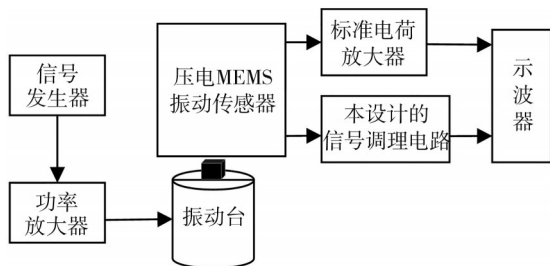 信号
发生器
功率
放大器
压电MEMS
振动传感器
振动台
标准电荷
放大器
本设计的
信号调理电路
示波器